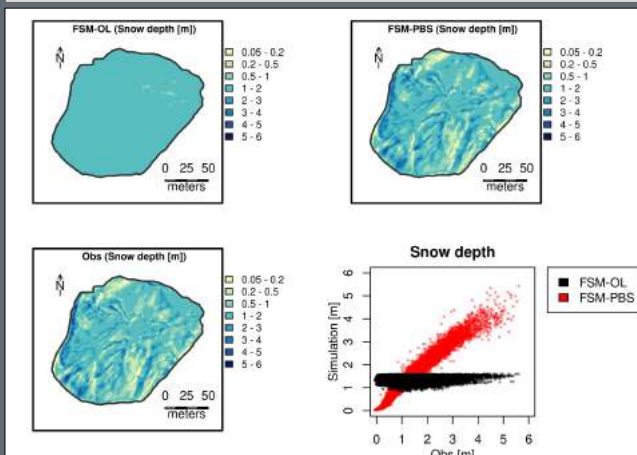 FSM-OL (Snow depth [m])
N
0.05 - 0.2
0.2 - 0.5
0.5 - 1
1 - 2
2 - 3
3 - 4
4 - 5
5 - 6
0 25 50
meters
FSM-PBS (Snow depth [m])
N
0.05 - 0.2
0.2 - 0.5
0.5 - 1
1 - 2
2 - 3
3 - 4
4 - 5
5 - 6
0 25 50
meters
Obs (Snow depth [m])
N
0.05 - 0.2
0.2 - 0.5
0.5 - 1
1 - 2
2 - 3
3 - 4
4 - 5
5 - 6
0 25 50
meters
Snow depth
Simulation [m]
6
5
4
3
2
1
0
0 1 2 3 4 5 6
Obs [m]
FSM-OL
FSM-PBS